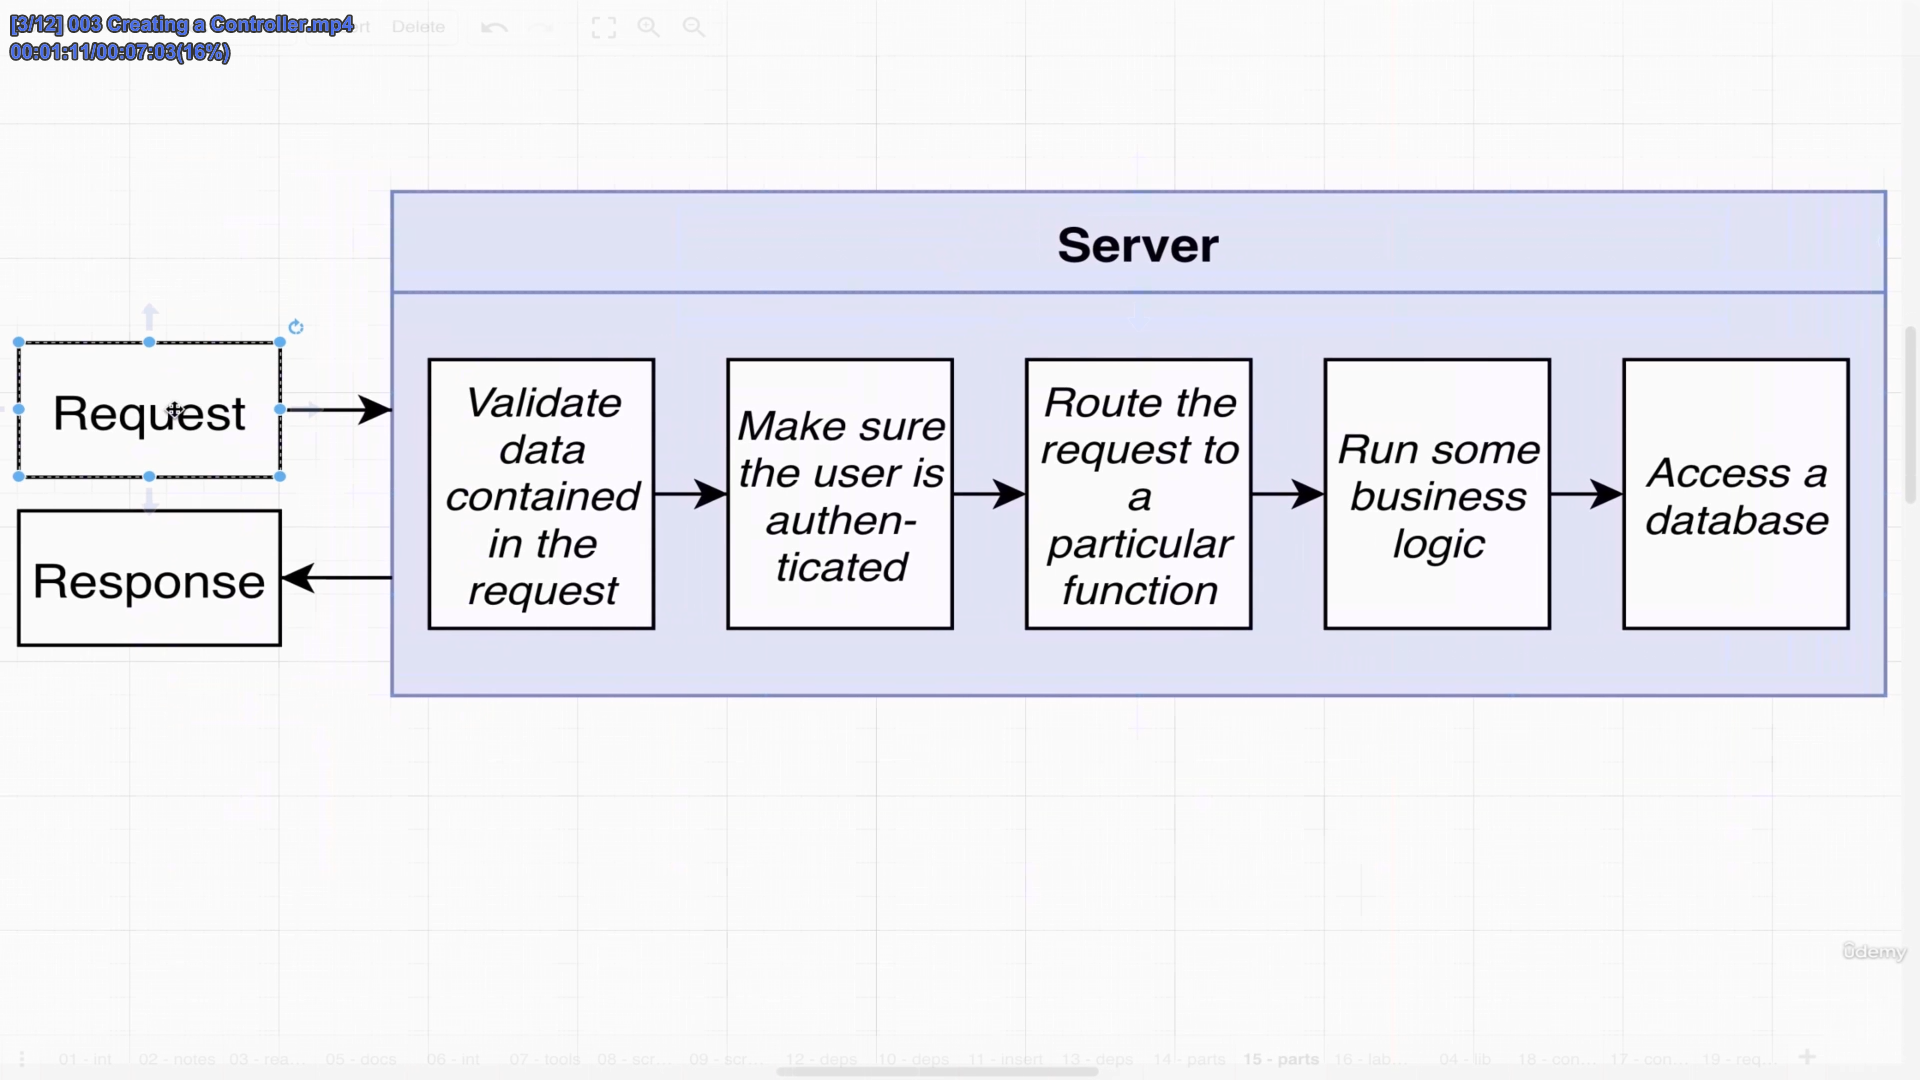 [3/12] 003 Creating a Controller.mp4
00:01:11/00:07:03(16%)
Delete
Server
Request
Response
Validate
data
contained
in the
request
Make sure
the user is
authen-
ticated
Route the
request to
a
particular
function
Run some
business
logic
Access a
database
ûdemy
01 - int 02 - notes 03 - rea... 05 - docs 06 - int 07 - tools 08 - scr... 09 - scr... 12 - deps 10 - deps 11 - insert 13 - deps 14 - parts 15 - parts 16 - lab... 04 - lib 18 - con... 17 - con... 19 - req...